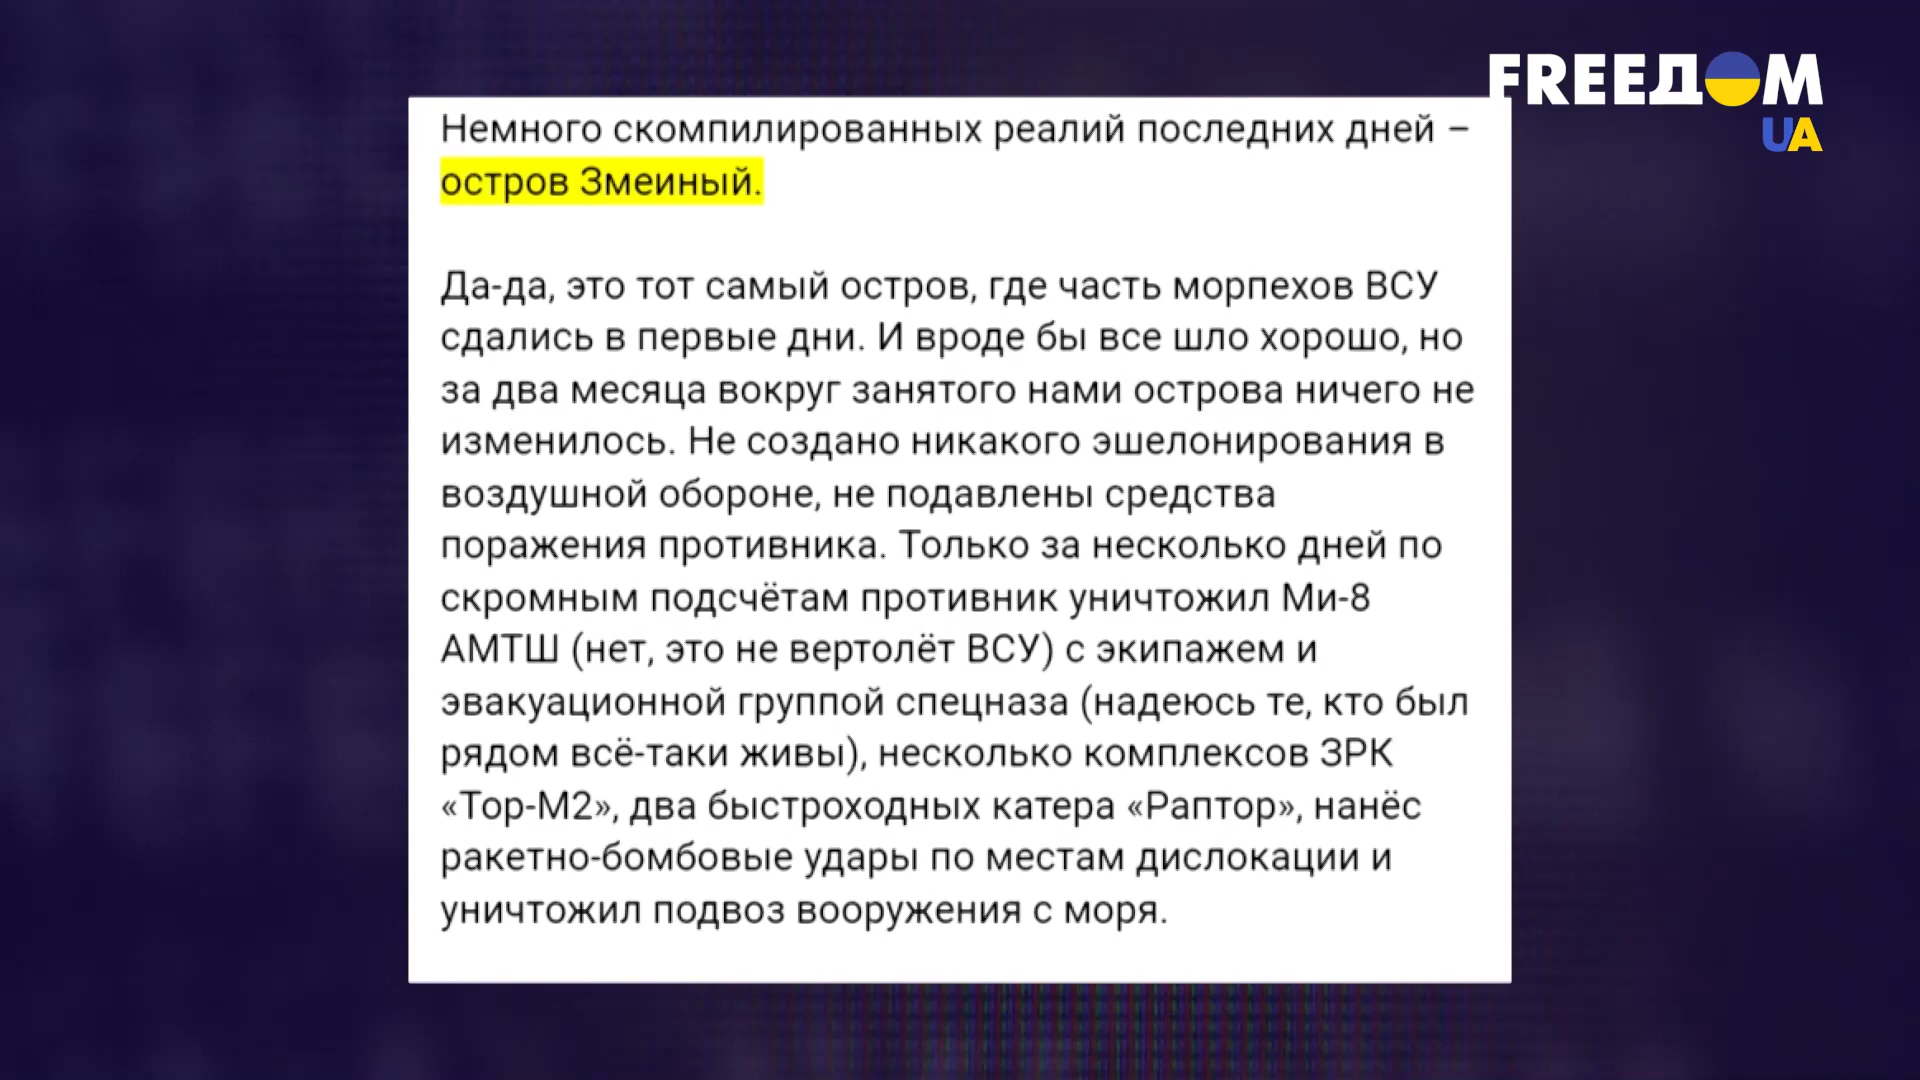 FREEДOM
UA
Немного скомпилированных реалий последних дней –
остров Змеиный.
Да-да, это тот самый остров, где часть морпехов ВСУ
сдались в первые дни. И вроде бы все шло хорошо, но
за два месяца вокруг занятого нами острова ничего не
изменилось. Не создано никакого эшелонирования в
воздушной обороне, не подавлены средства
поражения противника. Только за несколько дней по
скромным подсчётам противник уничтожил Ми-8
АМТШ (нет, это не вертолёт ВСУ) с экипажем и
эвакуационной группой спецназа (надеюсь те, кто был
рядом всё-таки живы), несколько комплексов ЗРК
«Тор-М2», два быстроходных катера «Раптор», нанёс
ракетно-бомбовые удары по местам дислокации и
уничтожил подвоз вооружения с моря.